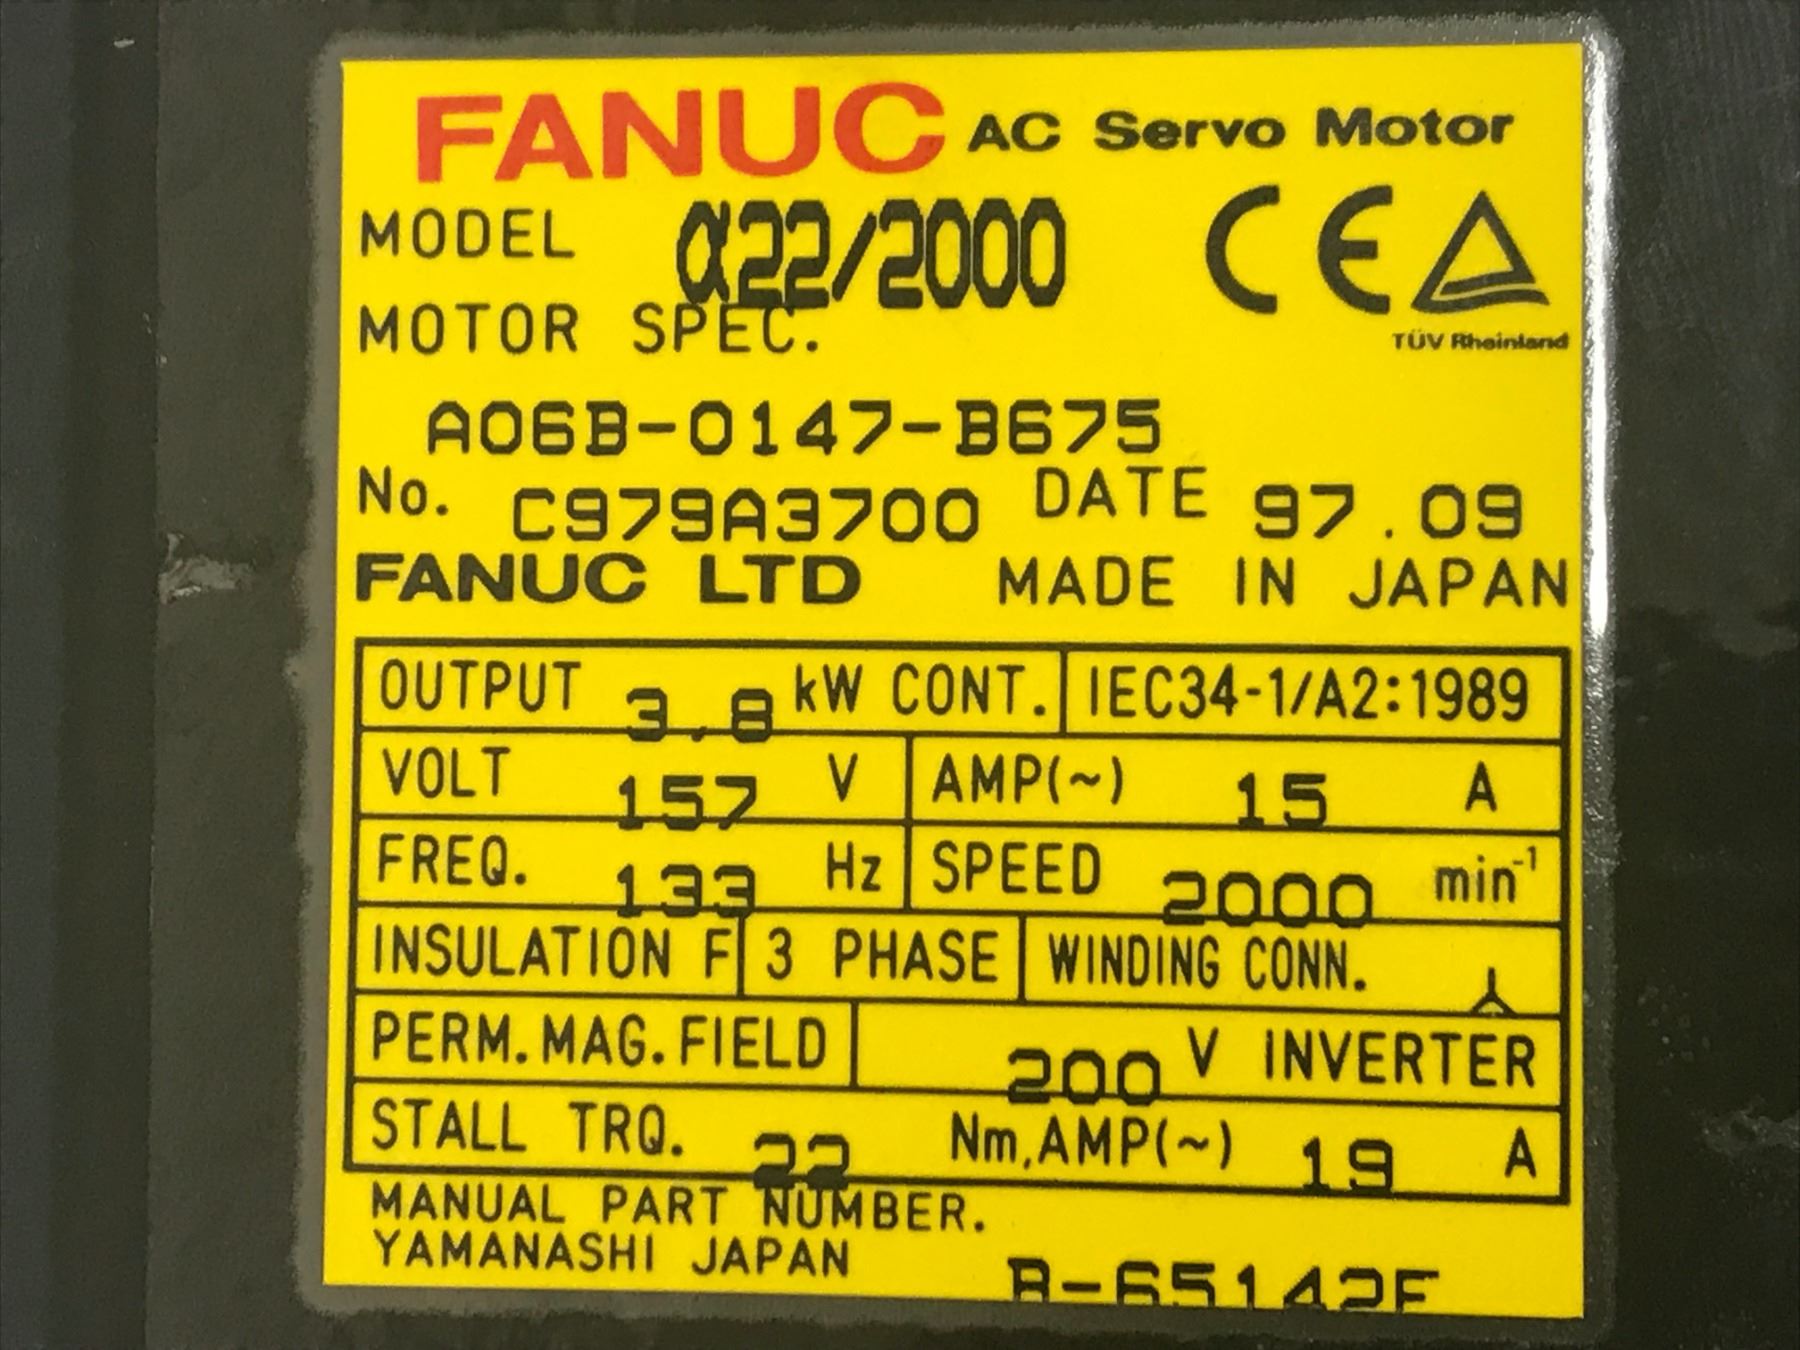 FANUC AC Servo Motor
MODEL α22/2000
MOTOR SPEC.
TÜV Rheinland
A06B-0147-B675
No. C979A3700 DATE 97.09
FANUC LTD MADE IN JAPAN
OUTPUT 3.8 kW CONT. IEC34-1/A2:1989
VOLT 157 V AMP(~) 15 A
FREQ. 133 Hz SPEED 2000 min⁻¹
INSULATION F 3 PHASE WINDING CONN.
PERM.MAG.FIELD 200 V INVERTER
STALL TRQ. 22 Nm,AMP(~) 19 A
MANUAL PART NUMBER.
YAMANASHI JAPAN
B-65142E